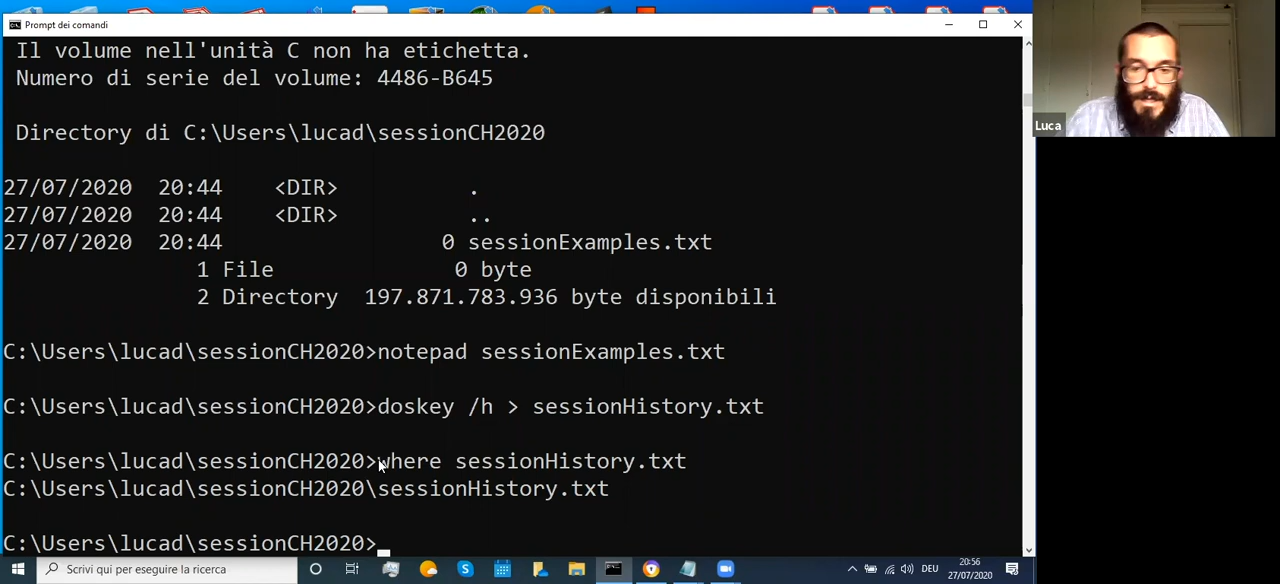 Prompt dei comandi
Il volume nell'unità C non ha etichetta.
Numero di serie del volume: 4486-B645
Directory di C:\Users\lucad\sessionCH2020
27/07/2020 20:44 <DIR> .
27/07/2020 20:44 <DIR> ..
27/07/2020 20:44 0 sessionExamples.txt
1 File 0 byte
2 Directory 197.871.783.936 byte disponibili
C:\Users\lucad\sessionCH2020>notepad sessionExamples.txt
C:\Users\lucad\sessionCH2020>doskey /h > sessionHistory.txt
C:\Users\lucad\sessionCH2020>where sessionHistory.txt
C:\Users\lucad\sessionCH2020\sessionHistory.txt
C:\Users\lucad\sessionCH2020>
Luca
Scrivi qui per eseguire la ricerca
DEU
20:56
27/07/2020